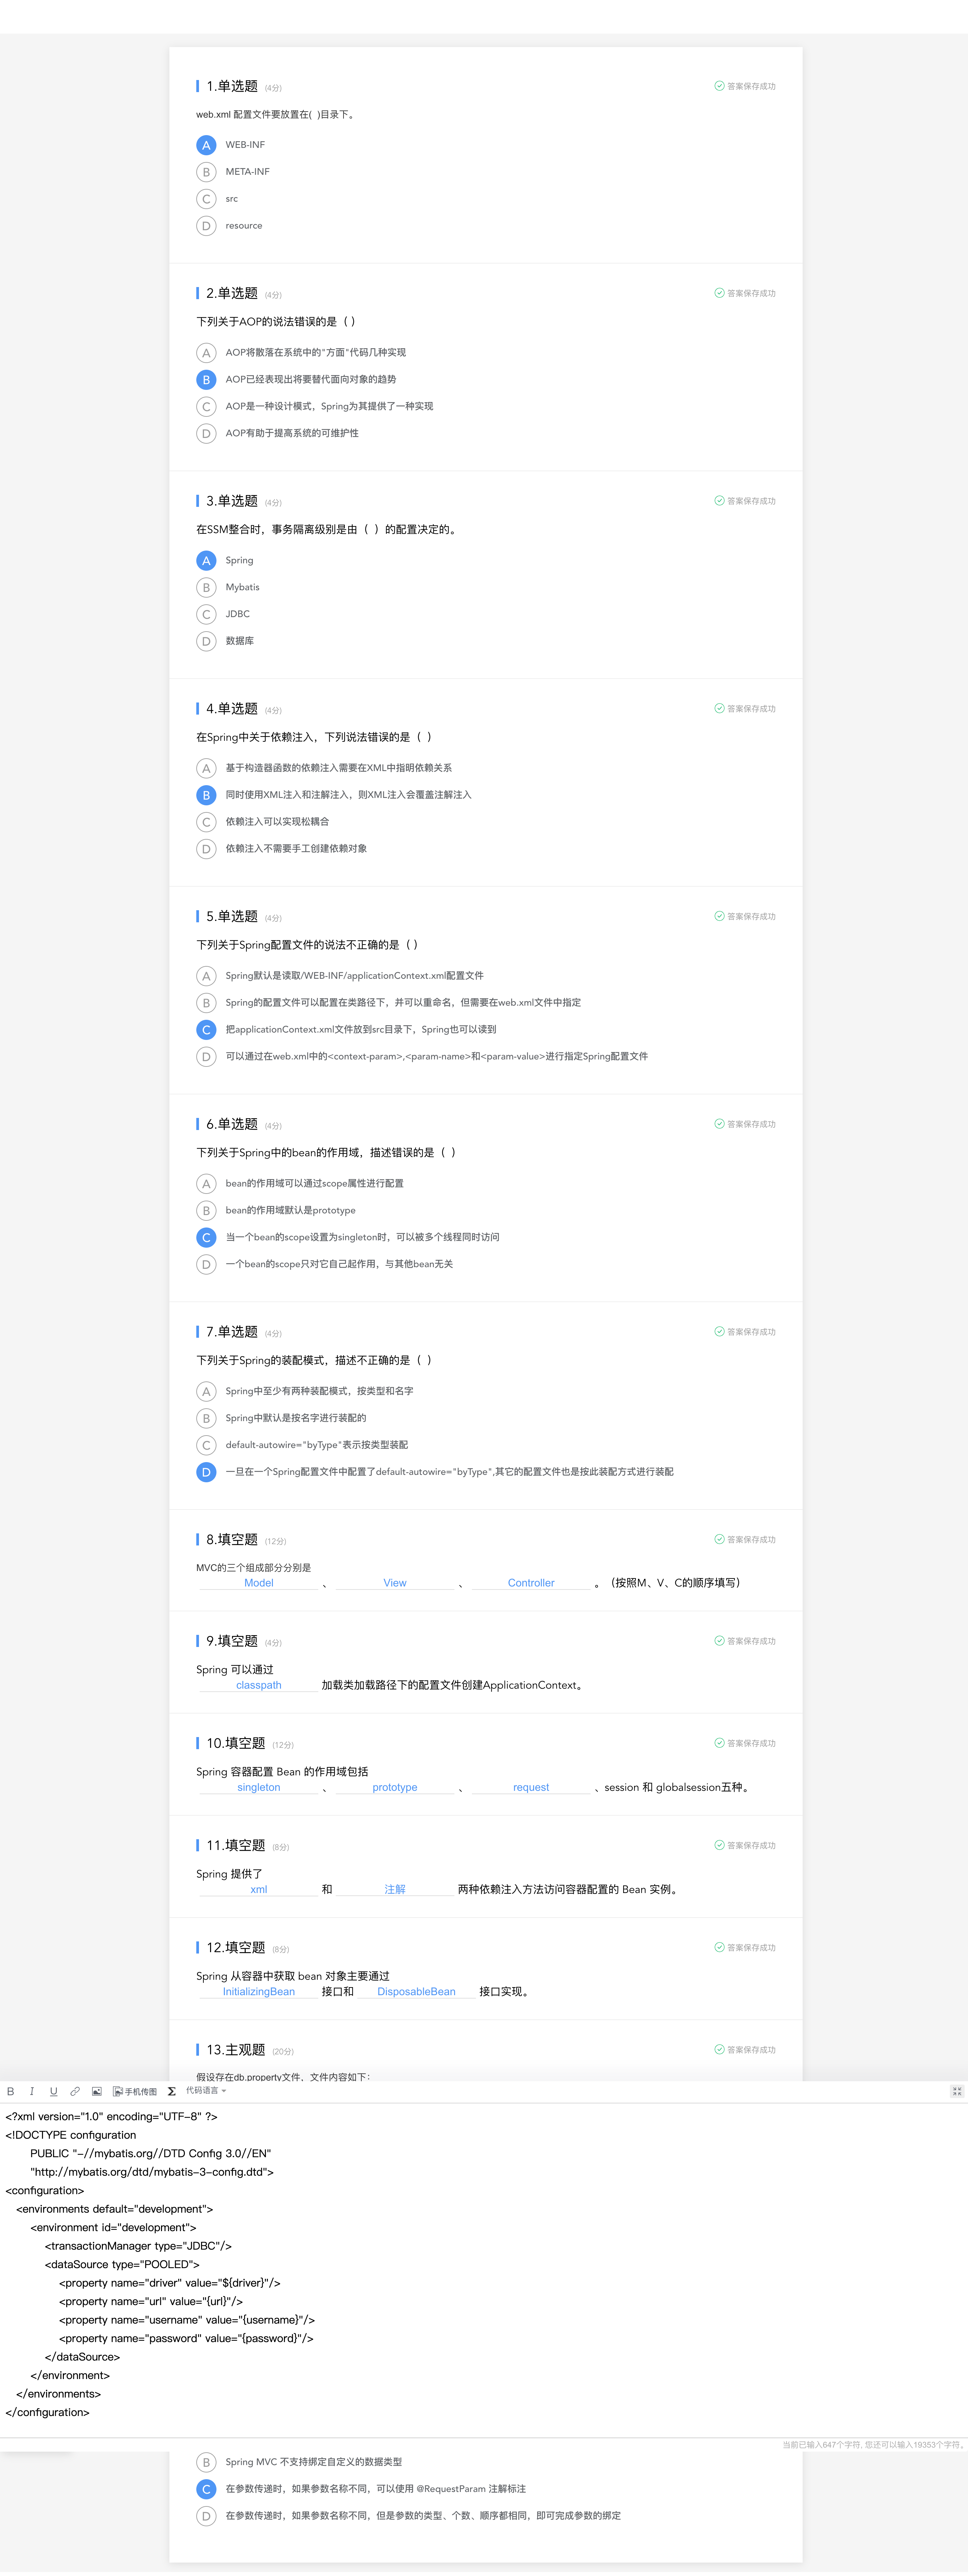 1.单选题 (4分) 答案保存成功
web.xml 配置文件要放置在( )目录下。
A WEB-INF
B META-INF
C src
D resource
2.单选题 (4分) 答案保存成功
下列关于AOP的说法错误的是（ ）
A AOP将散落在系统中的"方面"代码几种实现
B AOP已经表现出将要替代面向对象的趋势
C AOP是一种设计模式，Spring为其提供了一种实现
D AOP有助于提高系统的可维护性
3.单选题 (4分) 答案保存成功
在SSM整合时，事务隔离级别是由（ ）的配置决定的。
A Spring
B Mybatis
C JDBC
D 数据库
4.单选题 (4分) 答案保存成功
在Spring中关于依赖注入，下列说法错误的是（ ）
A 基于构造器函数的依赖注入需要在XML中指明依赖关系
B 同时使用XML注入和注解注入，则XML注入会覆盖注解注入
C 依赖注入可以实现松耦合
D 依赖注入不需要手工创建依赖对象
5.单选题 (4分) 答案保存成功
下列关于Spring配置文件的说法不正确的是（ ）
A Spring默认是读取/WEB-INF/applicationContext.xml配置文件
B Spring的配置文件可以配置在类路径下，并可以重命名，但需要在web.xml文件中指定
C 把applicationContext.xml文件放到src目录下，Spring也可以读到
D 可以通过在web.xml中的<context-param>,<param-name>和<param-value>进行指定Spring配置文件
6.单选题 (4分) 答案保存成功
下列关于Spring中的bean的作用域，描述错误的是（ ）
A bean的作用域可以通过scope属性进行配置
B bean的作用域默认是prototype
C 当一个bean的scope设置为singleton时，可以被多个线程同时访问
D 一个bean的scope只对它自己起作用，与其他bean无关
7.单选题 (4分) 答案保存成功
下列关于Spring的装配模式，描述不正确的是（ ）
A Spring中至少有两种装配模式，按类型和名字
B Spring中默认是按名字进行装配的
C default-autowire="byType"表示按类型装配
D 一旦在一个Spring配置文件中配置了default-autowire="byType",其它的配置文件也是按此装配方式进行装配
8.填空题 (12分) 答案保存成功
MVC的三个组成部分分别是
Model 、 View 、 Controller 。（按照M、V、C的顺序填写）
9.填空题 (4分) 答案保存成功
Spring 可以通过
classpath 加载类加载路径下的配置文件创建ApplicationContext。
10.填空题 (12分) 答案保存成功
Spring 容器配置 Bean 的作用域包括
singleton 、 prototype 、 request 、session 和 globalsession五种。
11.填空题 (8分) 答案保存成功
Spring 提供了
xml 和 注解 两种依赖注入方法访问容器配置的 Bean 实例。
12.填空题 (8分) 答案保存成功
Spring 从容器中获取 bean 对象主要通过
InitializingBean 接口和 DisposableBean 接口实现。
13.主观题 (20分) 答案保存成功
假设存在db.property文件，文件内容如下：
B I U 手机传图 Σ 代码语言
<?xml version="1.0" encoding="UTF-8" ?>
<!DOCTYPE configuration
PUBLIC "-//mybatis.org//DTD Config 3.0//EN"
"http://mybatis.org/dtd/mybatis-3-config.dtd">
<configuration>
<environments default="development">
<environment id="development">
<transactionManager type="JDBC"/>
<dataSource type="POOLED">
<property name="driver" value="${driver}"/>
<property name="url" value="{url}"/>
<property name="username" value="{username}"/>
<property name="password" value="{password}"/>
</dataSource>
</environment>
</environments>
</configuration>
当前已输入647个字符, 您还可以输入19353个字符。
B Spring MVC 不支持绑定自定义的数据类型
C 在参数传递时，如果参数名称不同，可以使用 @RequestParam 注解标注
D 在参数传递时，如果参数名称不同，但是参数的类型、个数、顺序都相同，即可完成参数的绑定